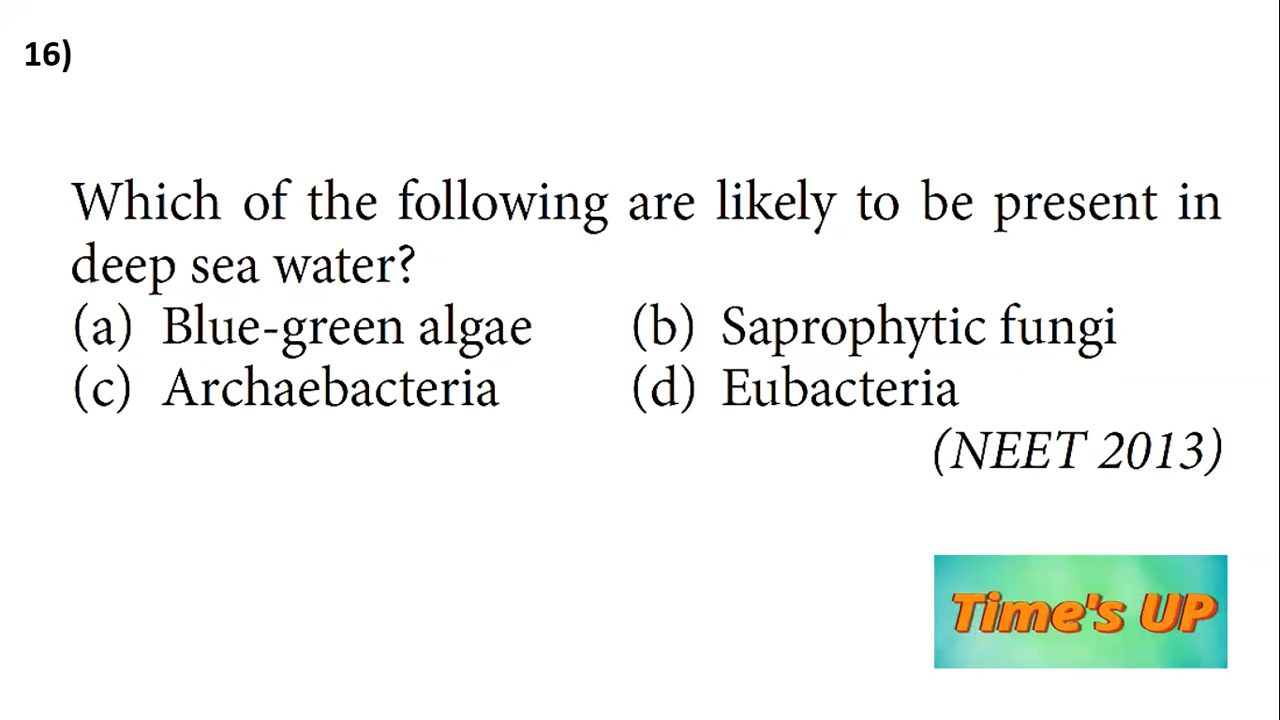 16)
Which of the following are likely to be present in
deep sea water?
(a) Blue-green algae (b) Saprophytic fungi
(c) Archaebacteria (d) Eubacteria
(NEET 2013)
Time's UP